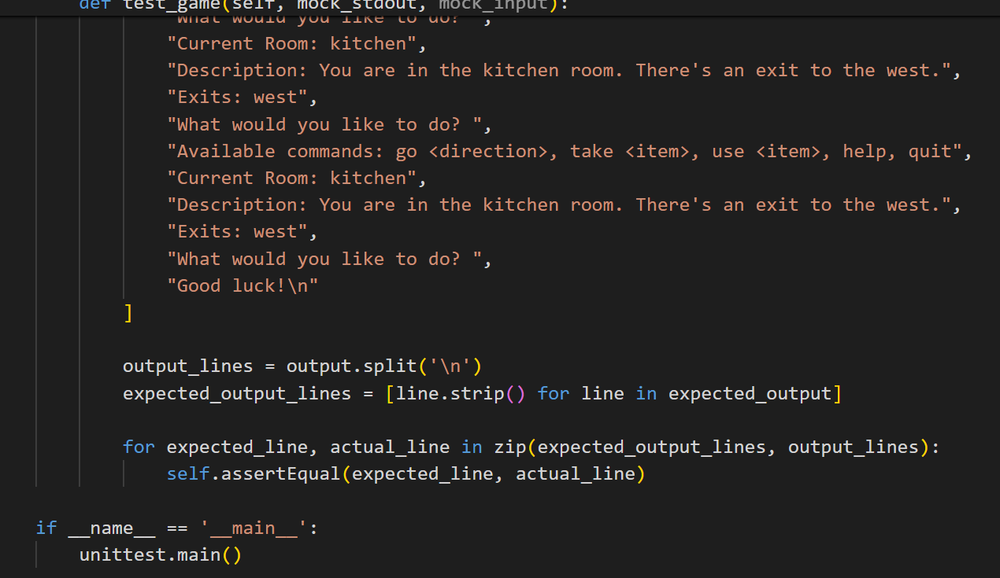 def test_game(self, mock_stdout, mock_input):
"What would you like to do? ",
"Current Room: kitchen",
"Description: You are in the kitchen room. There's an exit to the west.",
"Exits: west",
"What would you like to do? ",
"Available commands: go <direction>, take <item>, use <item>, help, quit",
"Current Room: kitchen",
"Description: You are in the kitchen room. There's an exit to the west.",
"Exits: west",
"What would you like to do? ",
"Good luck!\n"
]
output_lines = output.split('\n')
expected_output_lines = [line.strip() for line in expected_output]
for expected_line, actual_line in zip(expected_output_lines, output_lines):
self.assertEqual(expected_line, actual_line)
if __name__ == '__main__':
unittest.main()